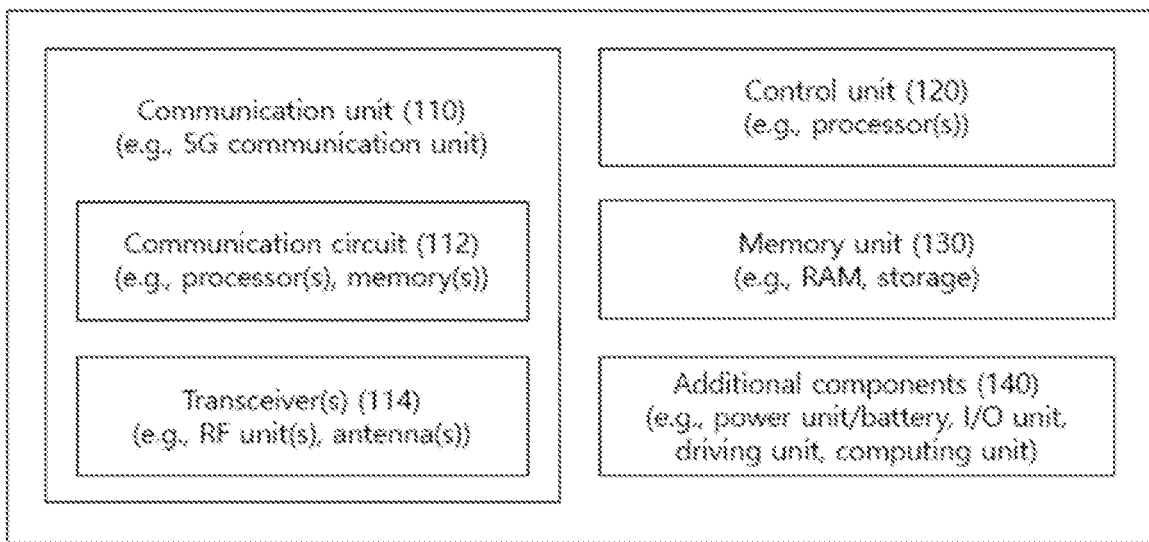 Communication unit (110)
(e.g., 5G communication unit)
Communication circuit (112)
(e.g., processor(s), memory(s))
Transceiver(s) (114)
(e.g., RF unit(s), antenna(s))
Control unit (120)
(e.g., processor(s))
Memory unit (130)
(e.g., RAM, storage)
Additional components (140)
(e.g., power unit/battery, I/O unit,
driving unit, computing unit)